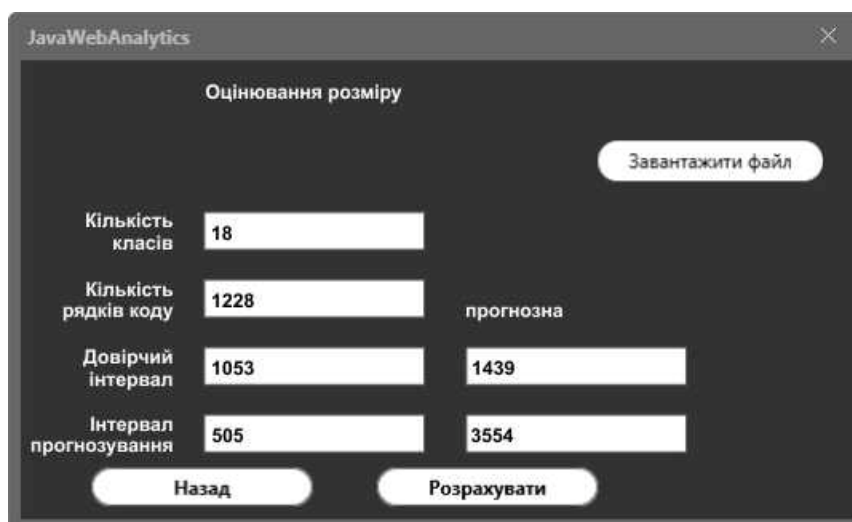 JavaWebAnalytics
Оцінювання розміру
Завантажити файл
Кількість
класів
18
Кількість
рядків коду
1228
прогнозна
Довірчий
інтервал
1053
1439
Інтервал
прогнозування
505
3554
Назад
Розрахувати